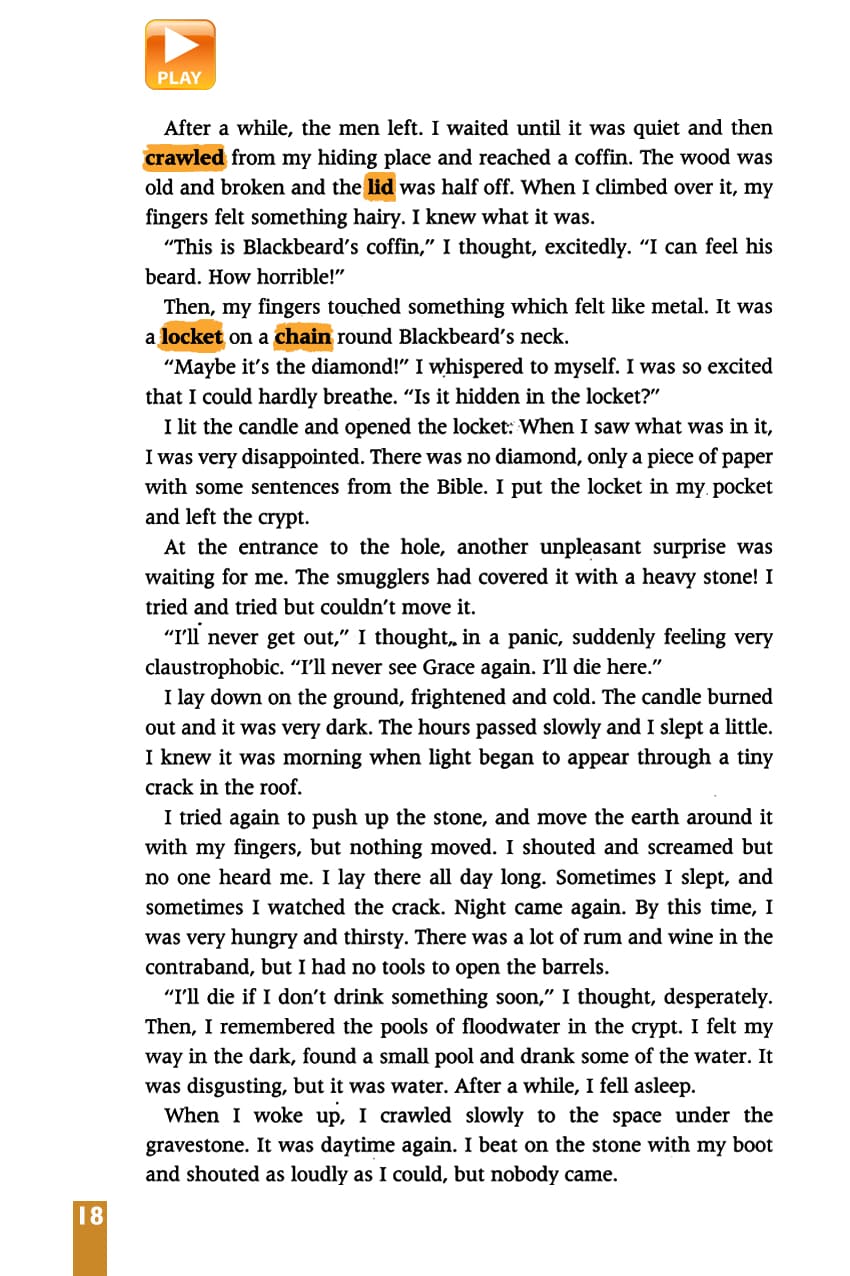 PLAY
After a while, the men left. I waited until it was quiet and then
crawled from my hiding place and reached a coffin. The wood was
old and broken and the lid was half off. When I climbed over it, my
fingers felt something hairy. I knew what it was.
“This is Blackbeard’s coffin,” I thought, excitedly. “I can feel his
beard. How horrible!”
Then, my fingers touched something which felt like metal. It was
a locket on a chain round Blackbeard’s neck.
“Maybe it’s the diamond!” I whispered to myself. I was so excited
that I could hardly breathe. “Is it hidden in the locket?”
I lit the candle and opened the locket. When I saw what was in it,
I was very disappointed. There was no diamond, only a piece of paper
with some sentences from the Bible. I put the locket in my pocket
and left the crypt.
At the entrance to the hole, another unpleasant surprise was
waiting for me. The smugglers had covered it with a heavy stone! I
tried and tried but couldn’t move it.
“I’ll never get out,” I thought, in a panic, suddenly feeling very
claustrophobic. “I’ll never see Grace again. I’ll die here.”
I lay down on the ground, frightened and cold. The candle burned
out and it was very dark. The hours passed slowly and I slept a little.
I knew it was morning when light began to appear through a tiny
crack in the roof.
I tried again to push up the stone, and move the earth around it
with my fingers, but nothing moved. I shouted and screamed but
no one heard me. I lay there all day long. Sometimes I slept, and
sometimes I watched the crack. Night came again. By this time, I
was very hungry and thirsty. There was a lot of rum and wine in the
contraband, but I had no tools to open the barrels.
“I’ll die if I don’t drink something soon,” I thought, desperately.
Then, I remembered the pools of floodwater in the crypt. I felt my
way in the dark, found a small pool and drank some of the water. It
was disgusting, but it was water. After a while, I fell asleep.
When I woke up, I crawled slowly to the space under the
gravestone. It was daytime again. I beat on the stone with my boot
and shouted as loudly as I could, but nobody came.
18